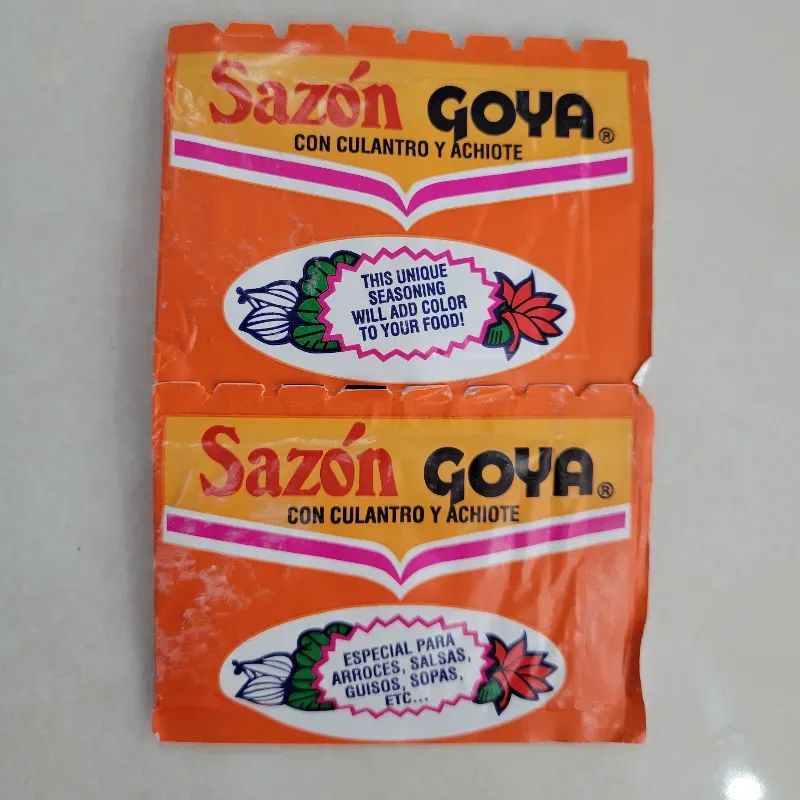 Sazón GOYA®
CON CULANTRO Y ACHIOTE
THIS UNIQUE
SEASONING
WILL ADD COLOR
TO YOUR FOOD!
Sazón GOYA®
CON CULANTRO Y ACHIOTE
ESPECIAL PARA
ARROCES, SALSAS,
GUISOS, SOPAS,
ETC...